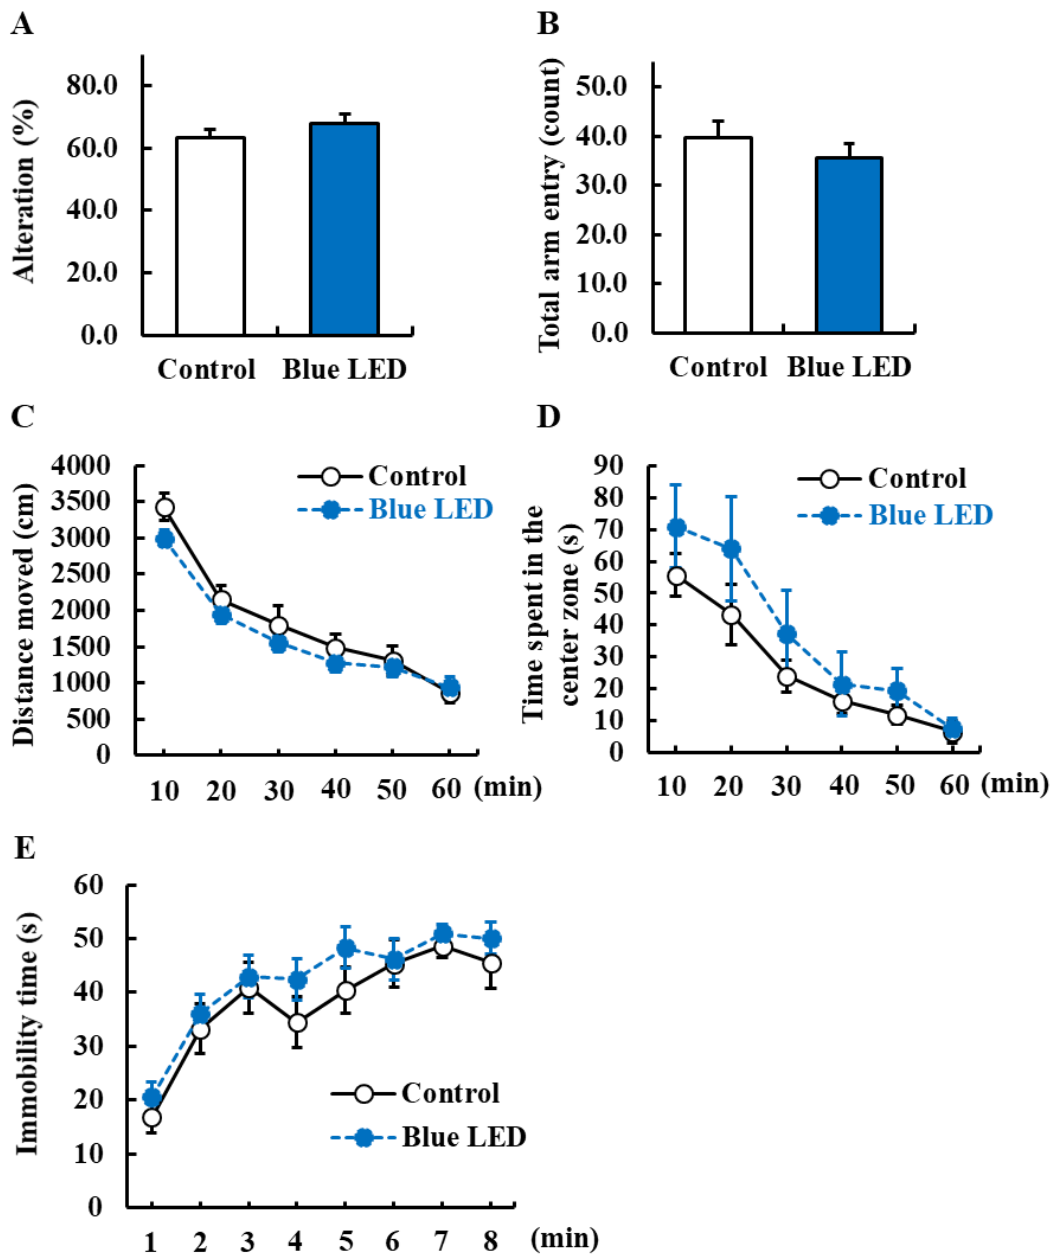 A
Alteration (%)
80.0
60.0
40.0
20.0
0.0
Control Blue LED
B
Total arm entry (count)
50.0
40.0
30.0
20.0
10.0
0.0
Control Blue LED
C
Distance moved (cm)
4000
3500
3000
2500
2000
1500
1000
500
0
Control
Blue LED
10 20 30 40 50 60 (min)
D
Time spent in the
center zone (s)
90
80
70
60
50
40
30
20
10
0
Control
Blue LED
10 20 30 40 50 60 (min)
E
Immobility time (s)
60
50
40
30
20
10
0
Control
Blue LED
1 2 3 4 5 6 7 8 (min)